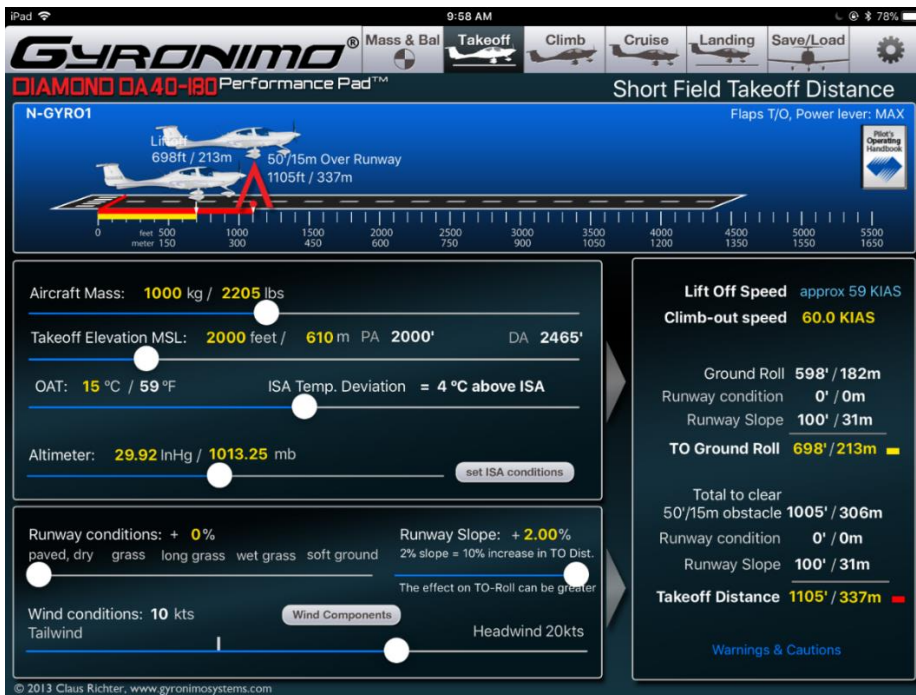 iPad 9:58 AM 78%
GYRONIMO® Mass & Bal Takeoff Climb Cruise Landing Save/Load
DIAMOND DA40-180 Performance Pad™ Short Field Takeoff Distance
N-GYRO1 Flaps T/O, Power lever: MAX
Pilot's
Operating
Handbook
Liftoff
698ft / 213m
50'/15m Over Runway
1105ft / 337m
0 feet 500 1000 1500 2000 2500 3000 3500 4000 4500 5000 5500
meter 150 300 450 600 750 900 1050 1200 1350 1550 1650
Aircraft Mass: 1000 kg / 2205 lbs
Takeoff Elevation MSL: 2000 feet / 610 m PA 2000' DA 2465'
OAT: 15 ºC / 59 ºF ISA Temp. Deviation = 4 ºC above ISA
Altimeter: 29.92 InHg / 1013.25 mb
set ISA conditions
Runway conditions: + 0%
paved, dry grass long grass wet grass soft ground
Runway Slope: + 2.00%
2% slope = 10% increase in TO Dist.
The effect on TO-Roll can be greater
Wind conditions: 10 kts
Wind Components
Tailwind Headwind 20kts
Lift Off Speed approx 59 KIAS
Climb-out speed 60.0 KIAS
Ground Roll 598' / 182m
Runway condition 0' / 0m
Runway Slope 100' / 31m
TO Ground Roll 698' / 213m
Total to clear
50'/15m obstacle 1005' / 306m
Runway condition 0' / 0m
Runway Slope 100' / 31m
Takeoff Distance 1105' / 337m
Warnings & Cautions
© 2013 Claus Richter, www.gyronimosystems.com